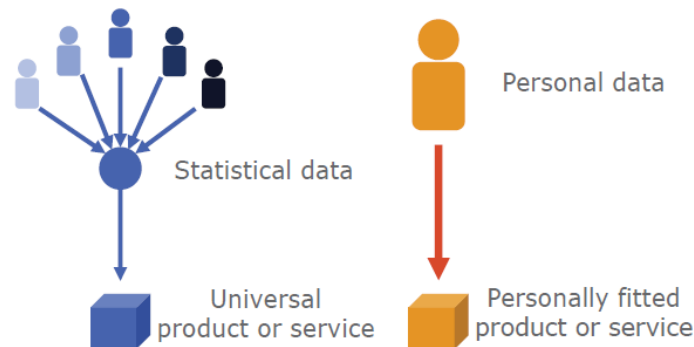 Personal data
Statistical data
Universal
product or service
Personally fitted
product or service